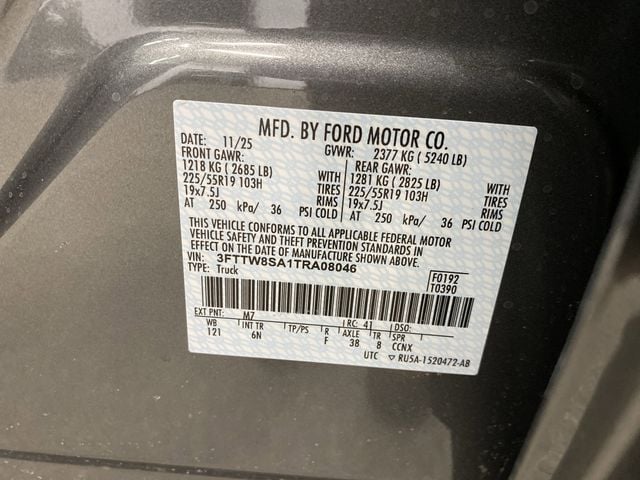 MFD. BY FORD MOTOR CO.
DATE: 11/25 GVWR: 2377 KG ( 5240 LB)
FRONT GAWR: REAR GAWR:
1218 KG ( 2685 LB) WITH 1281 KG ( 2825 LB) WITH
225/55R19 103H TIRES 225/55R19 103H TIRES
19x7.5J RIMS 19x7.5J RIMS
AT 250 kPa/ 36 PSI COLD AT 250 kPa/ 36 PSI COLD
THIS VEHICLE CONFORMS TO ALL APPLICABLE FEDERAL MOTOR
VEHICLE SAFETY AND THEFT PREVENTION STANDARDS IN
EFFECT ON THE DATE OF MANUFACTURE SHOWN ABOVE.
VIN: 3FTTW8SA1TRA08046 F0192
TYPE: Truck T0390
EXT PNT: M7 RC: 41 DSO:
WB INT TR TP/PS R AXLE TR SPR
121 6N F 38 8 CCNX
UTC ▽ RU5A-1520472-AB